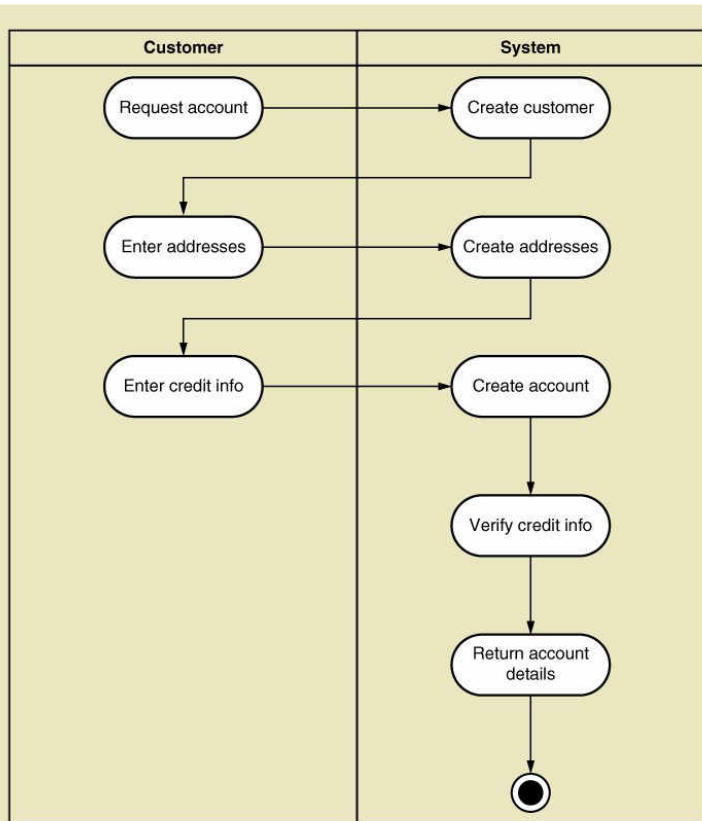 Customer
System
Request account
Create customer
Enter addresses
Create addresses
Enter credit info
Create account
Verify credit info
Return account
details